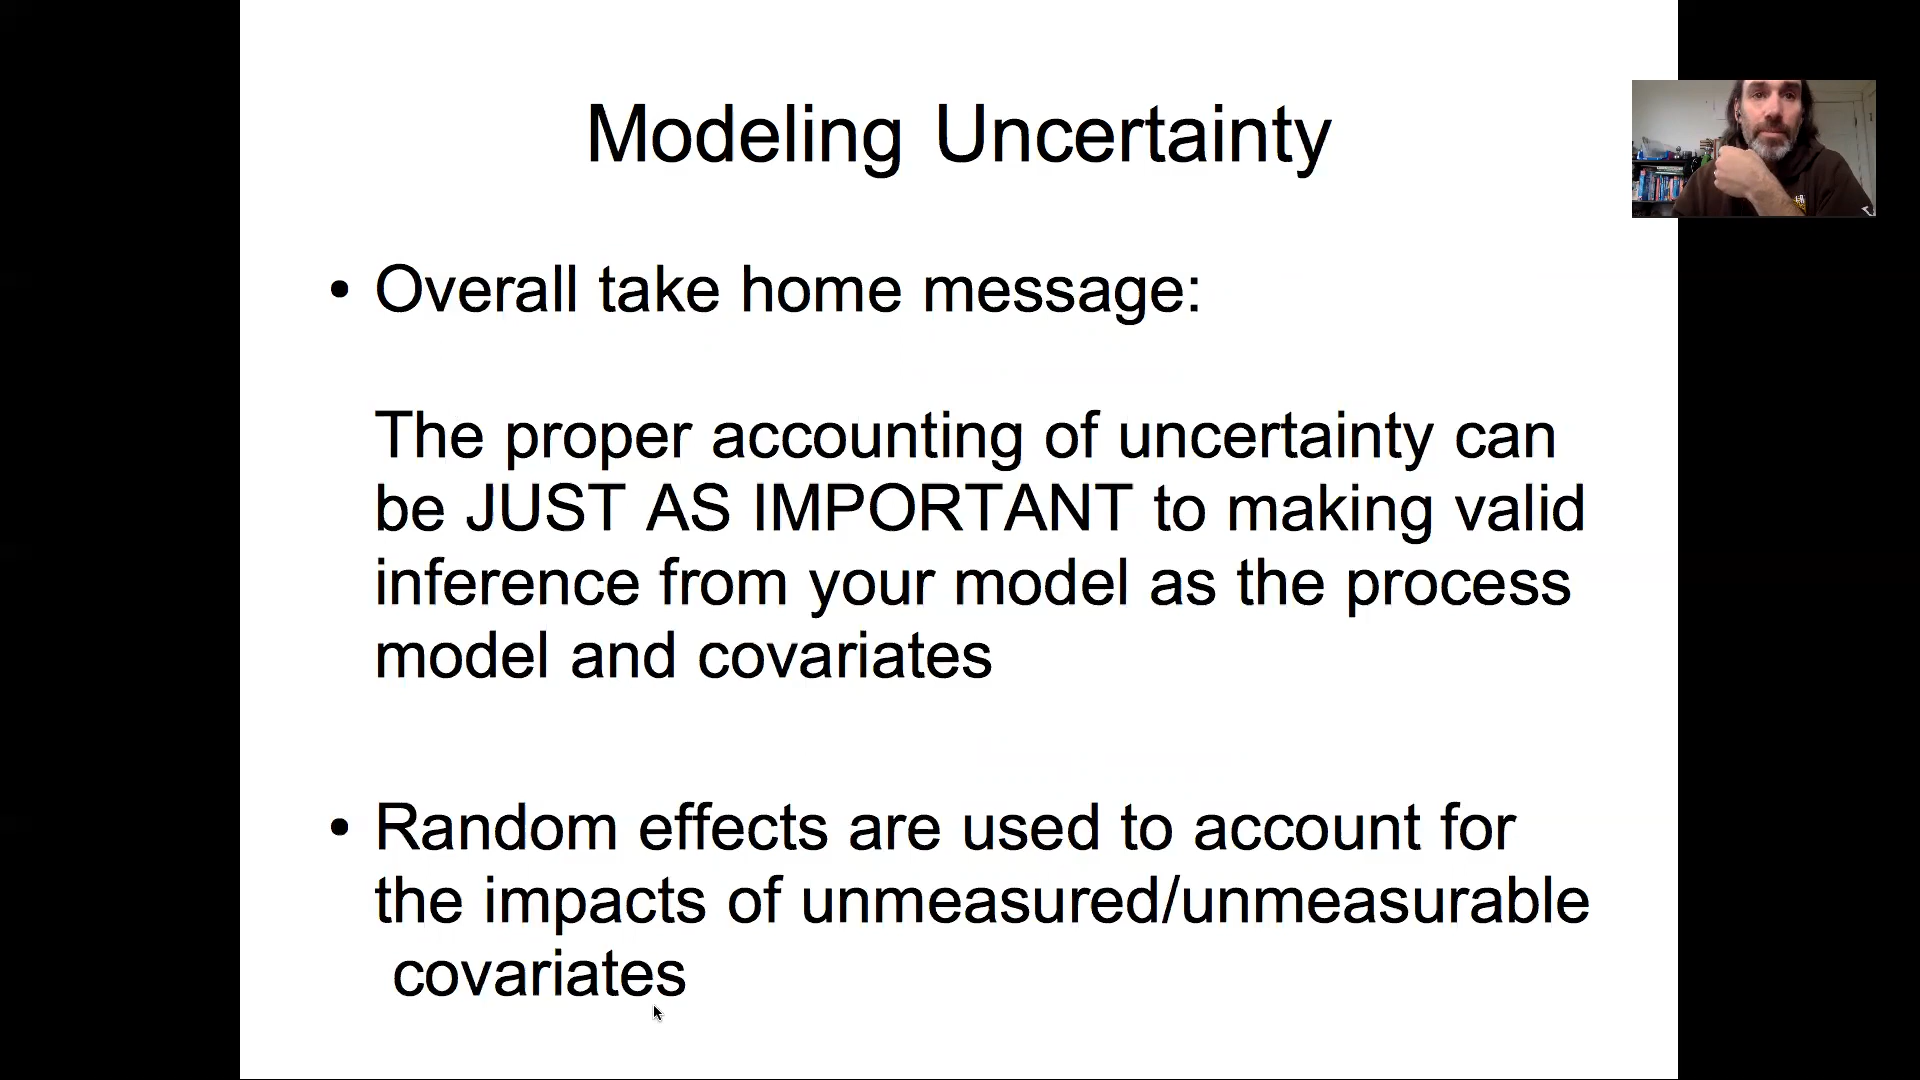 Modeling Uncertainty
• Overall take home message:
The proper accounting of uncertainty can
be JUST AS IMPORTANT to making valid
inference from your model as the process
model and covariates
• Random effects are used to account for
the impacts of unmeasured/unmeasurable
covariates